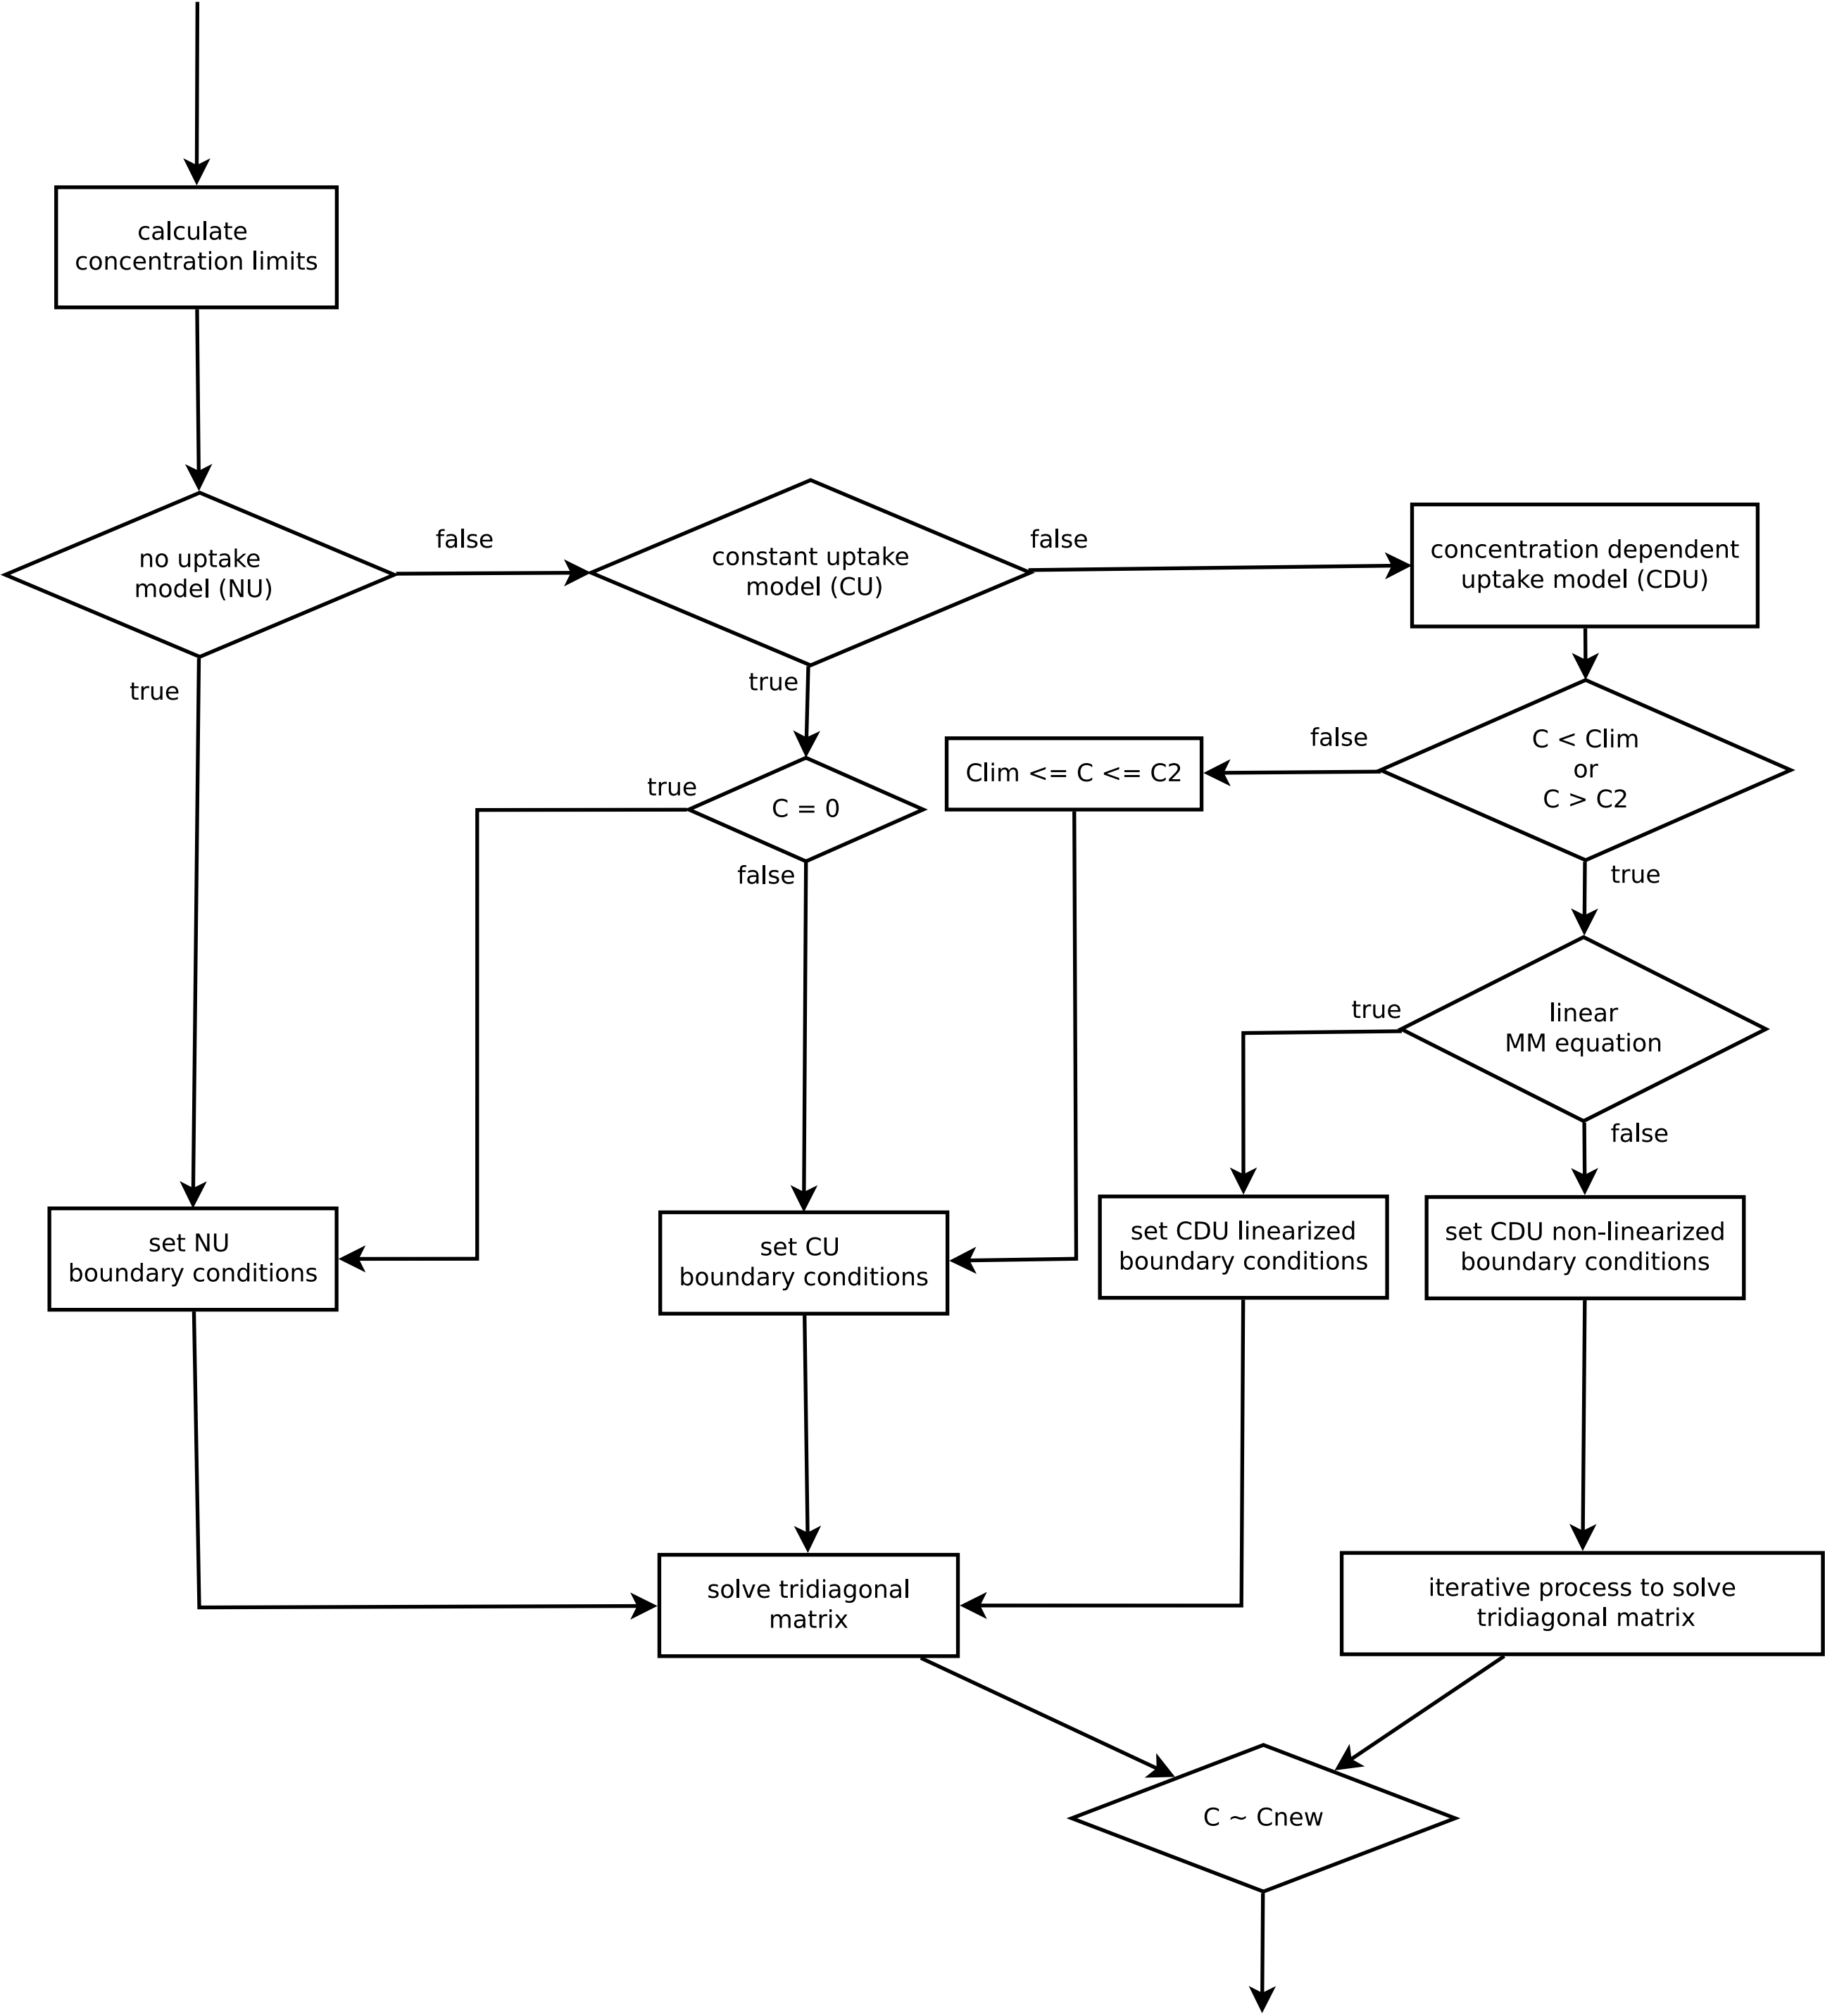 calculate
concentration limits
no uptake
model (NU)
false
constant uptake
model (CU)
false
concentration dependent
uptake model (CDU)
true
true
C = 0
true
false
Clim <= C <= C2
false
C < Clim
or
C > C2
true
linear
MM equation
true
false
set NU
boundary conditions
set CU
boundary conditions
set CDU linearized
boundary conditions
set CDU non-linearized
boundary conditions
solve tridiagonal
matrix
iterative process to solve
tridiagonal matrix
C ~ Cnew